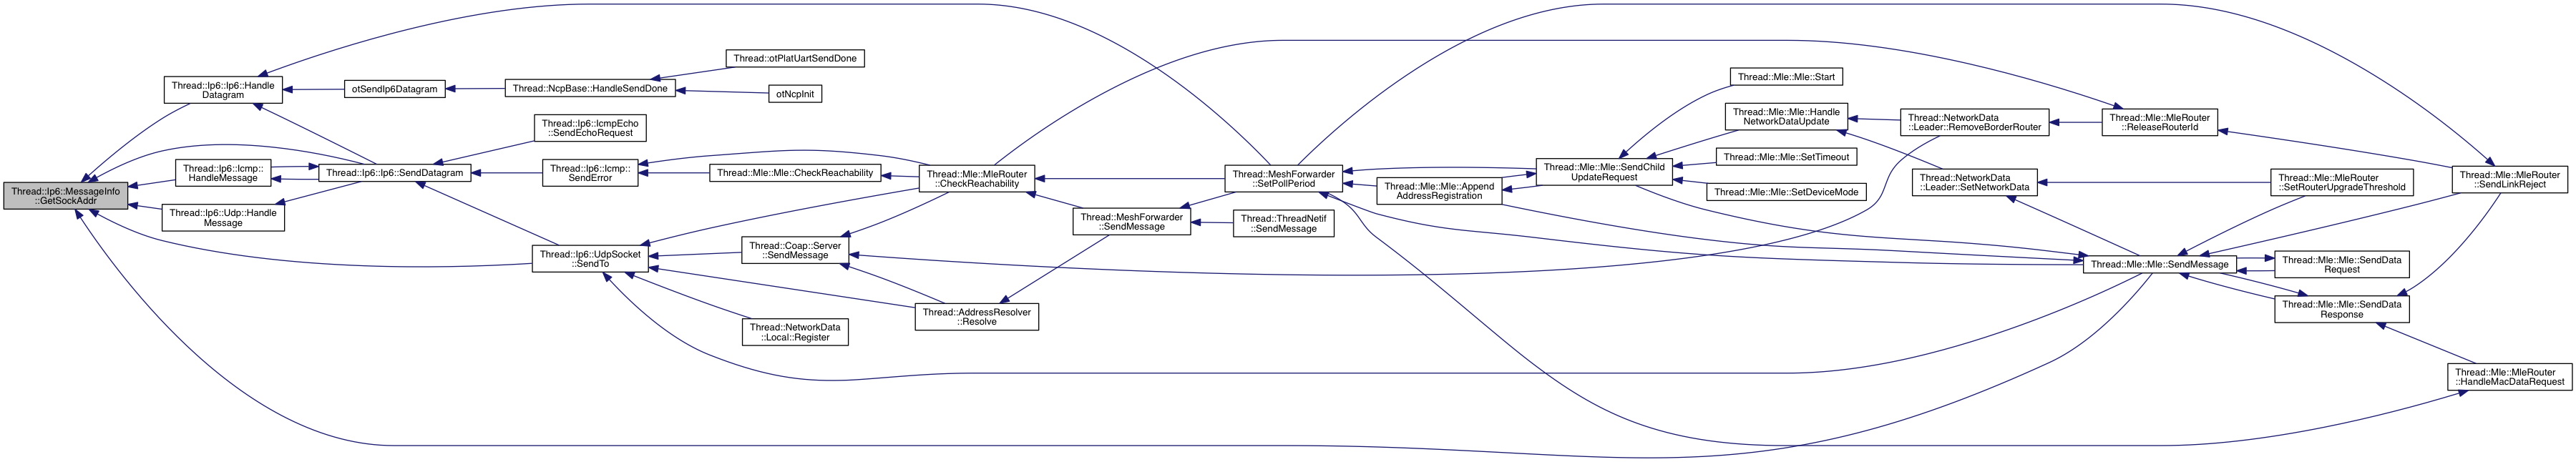 Thread::Ip6::MessageInfo
::GetSockAddr
Thread::Ip6::Ip6::Handle
Datagram
Thread::Ip6::Icmp::
HandleMessage
Thread::Ip6::Udp::Handle
Message
otSendIp6Datagram
Thread::Ip6::Ip6::SendDatagram
Thread::NcpBase::HandleSendDone
Thread::Ip6::IcmpEcho
::SendEchoRequest
Thread::Ip6::Icmp::
SendError
Thread::Ip6::UdpSocket
::SendTo
Thread::otPlatUartSendDone
otNcpInit
Thread::Mle::Mle::CheckReachability
Thread::Coap::Server
::SendMessage
Thread::NetworkData
::Local::Register
Thread::Mle::MleRouter
::CheckReachability
Thread::AddressResolver
::Resolve
Thread::MeshForwarder
::SendMessage
Thread::MeshForwarder
::SetPollPeriod
Thread::ThreadNetif
::SendMessage
Thread::Mle::Mle::Append
AddressRegistration
Thread::Mle::Mle::SendChild
UpdateRequest
Thread::Mle::Mle::Start
Thread::Mle::Mle::Handle
NetworkDataUpdate
Thread::Mle::Mle::SetTimeout
Thread::Mle::Mle::SetDeviceMode
Thread::NetworkData
::Leader::RemoveBorderRouter
Thread::NetworkData
::Leader::SetNetworkData
Thread::Mle::MleRouter
::ReleaseRouterId
Thread::Mle::Mle::SendMessage
Thread::Mle::MleRouter
::SetRouterUpgradeThreshold
Thread::Mle::Mle::SendData
Request
Thread::Mle::Mle::SendData
Response
Thread::Mle::MleRouter
::SendLinkReject
Thread::Mle::MleRouter
::HandleMacDataRequest